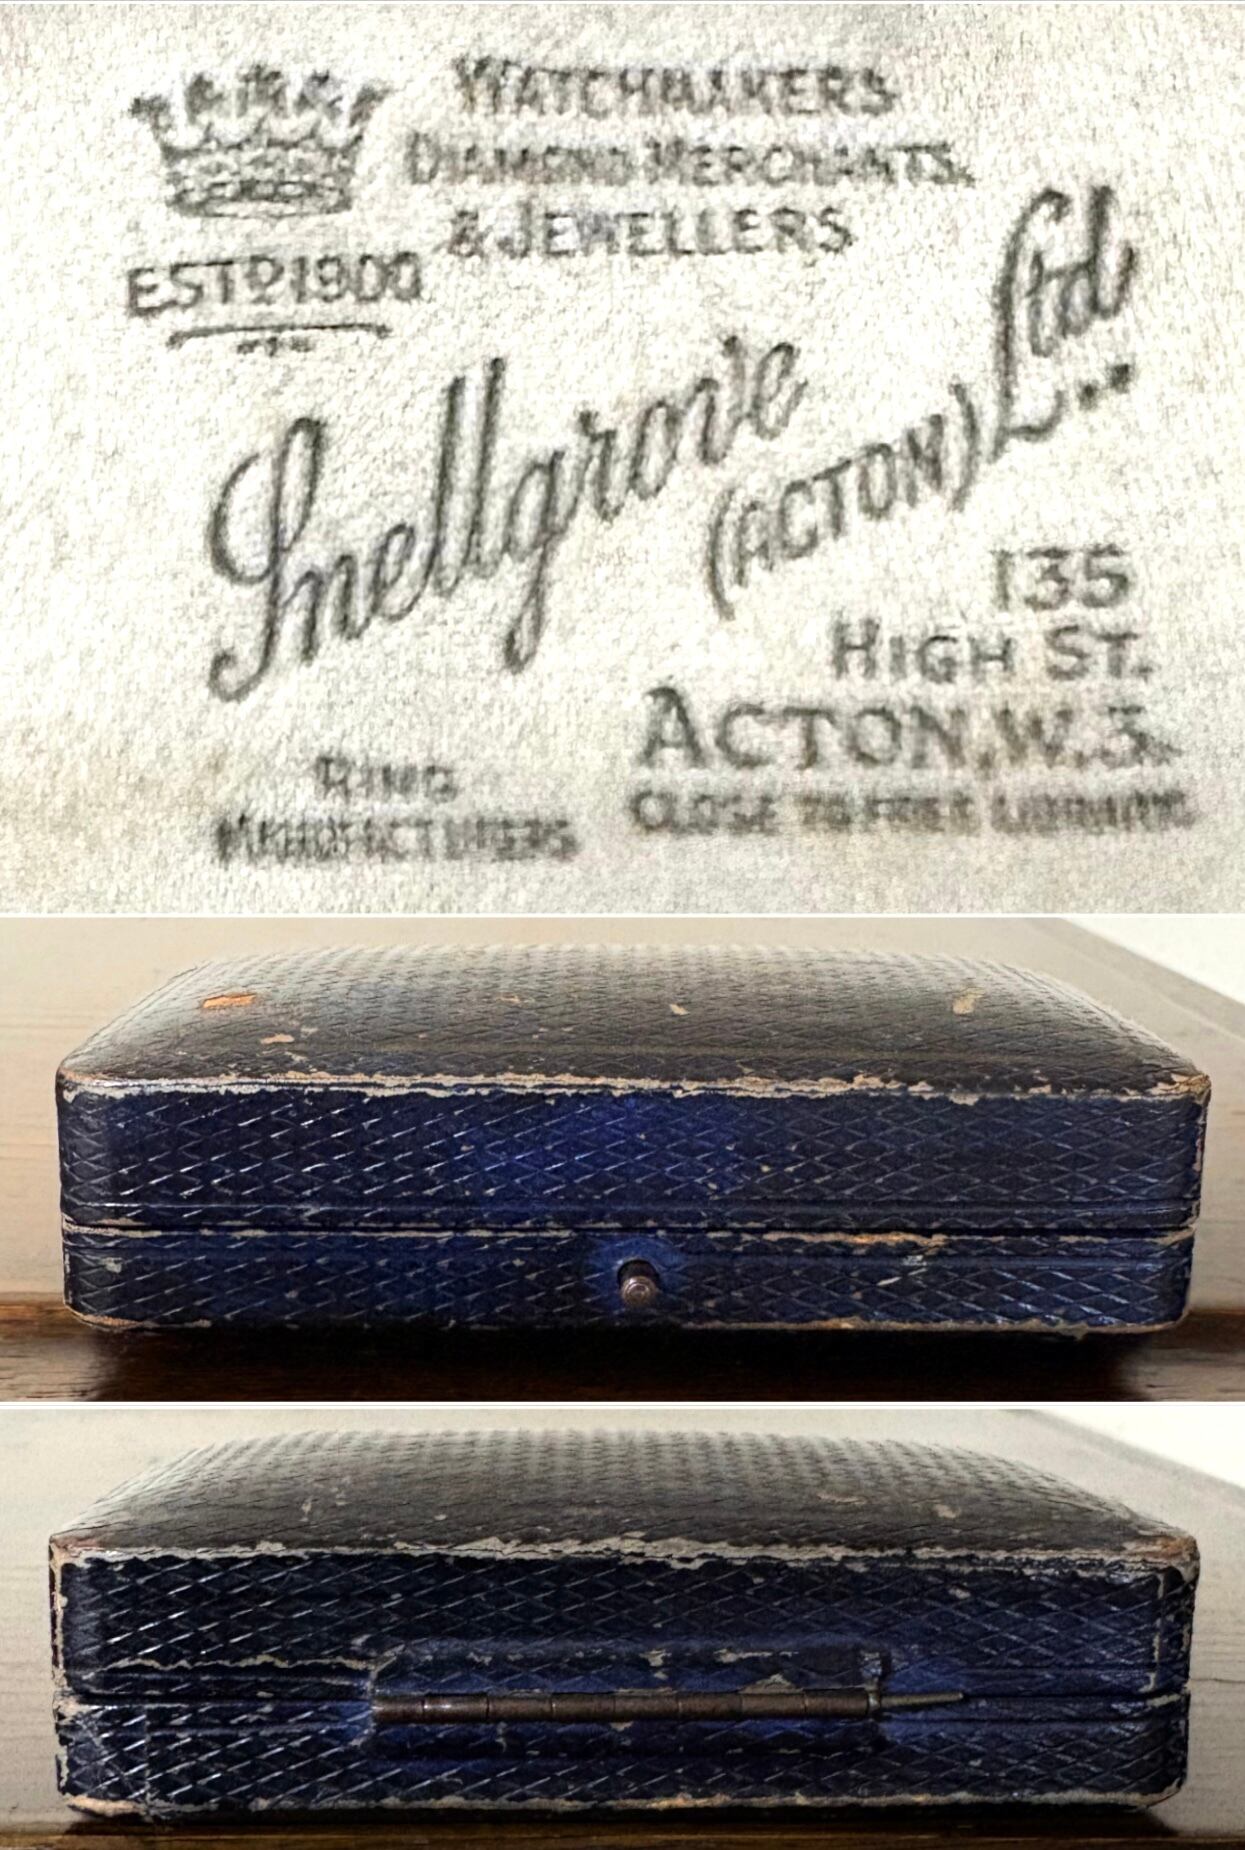 WATCHMAKERS
DIAMOND MERCHANTS
& JEWELLERS
ESTD 1900
Snellgrove
(ACTON) Ltd
135
HIGH ST.
ACTON, W.3.
RING
MANUFACTURERS
CLOSE TO FREE LIBRARY